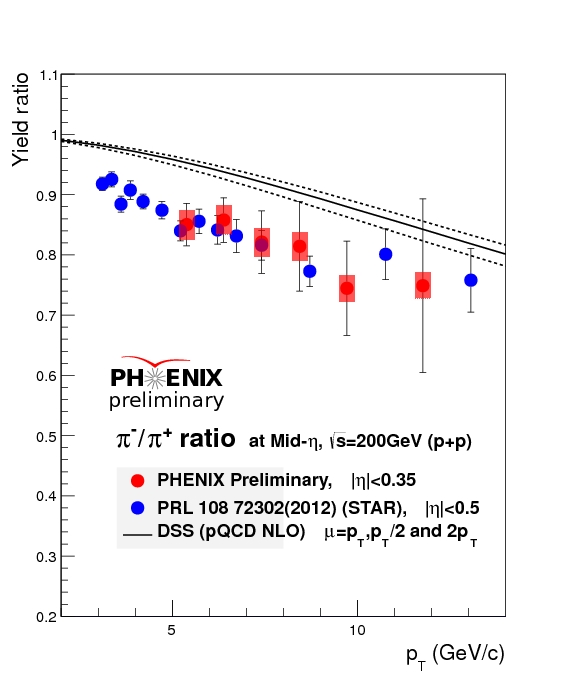 Yield ratio
1.1
1
0.9
0.8
0.7
0.6
0.5
0.4
0.3
0.2
PHENIX
preliminary
π-/π+ ratio at Mid-η, √s=200GeV (p+p)
PHENIX Preliminary, |η|<0.35
PRL 108 72302(2012) (STAR), |η|<0.5
DSS (pQCD NLO) μ=pT,pT/2 and 2pT
5
10
pT (GeV/c)